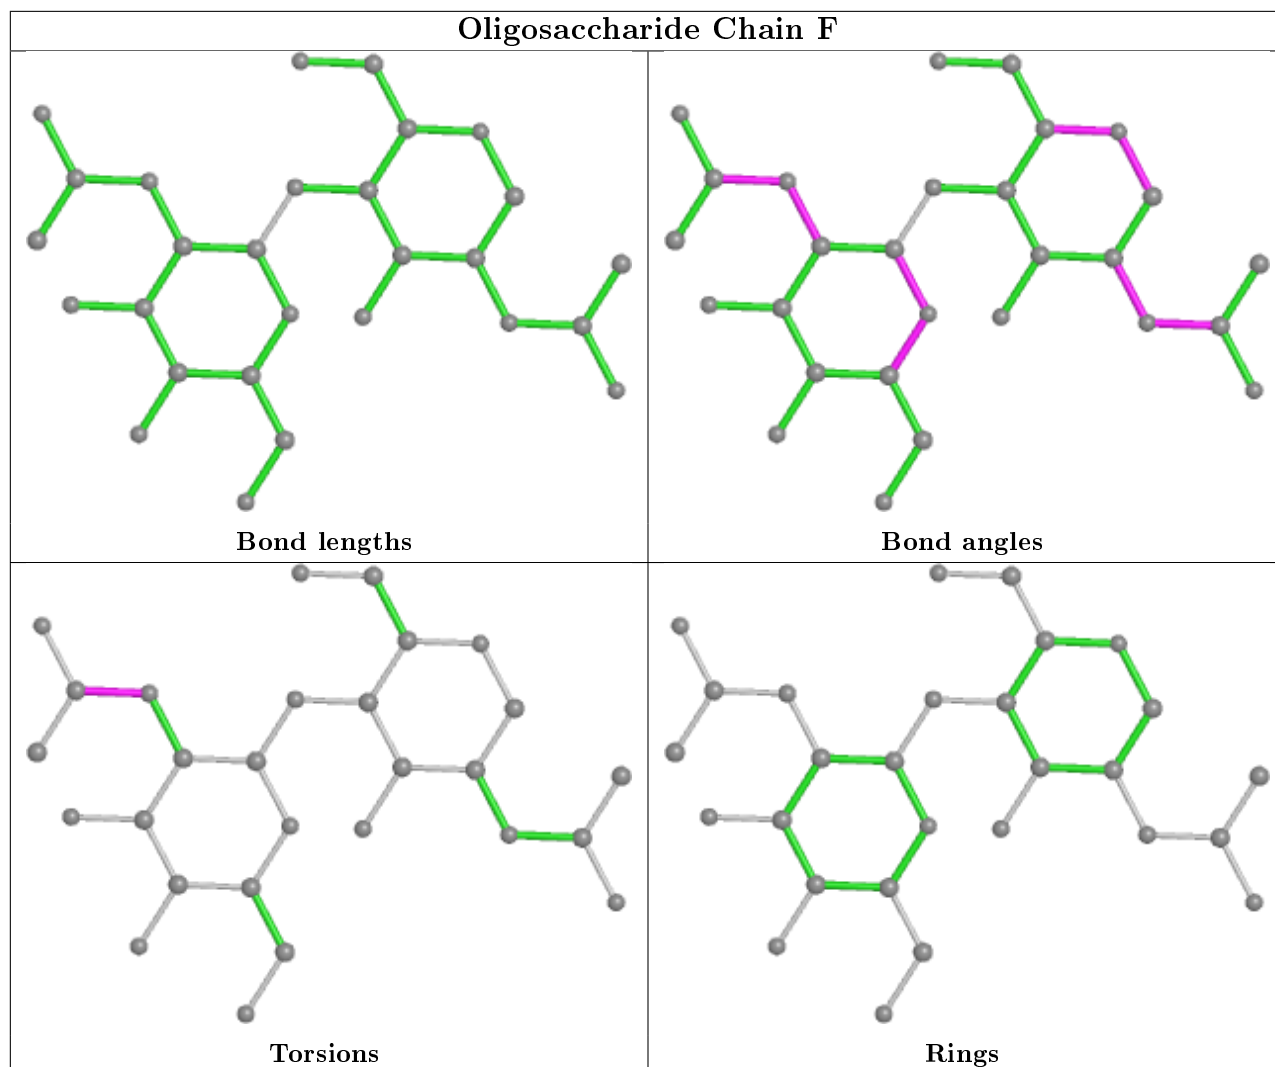 Oligosaccharide Chain F
Bond lengths
Bond angles
Torsions
Rings